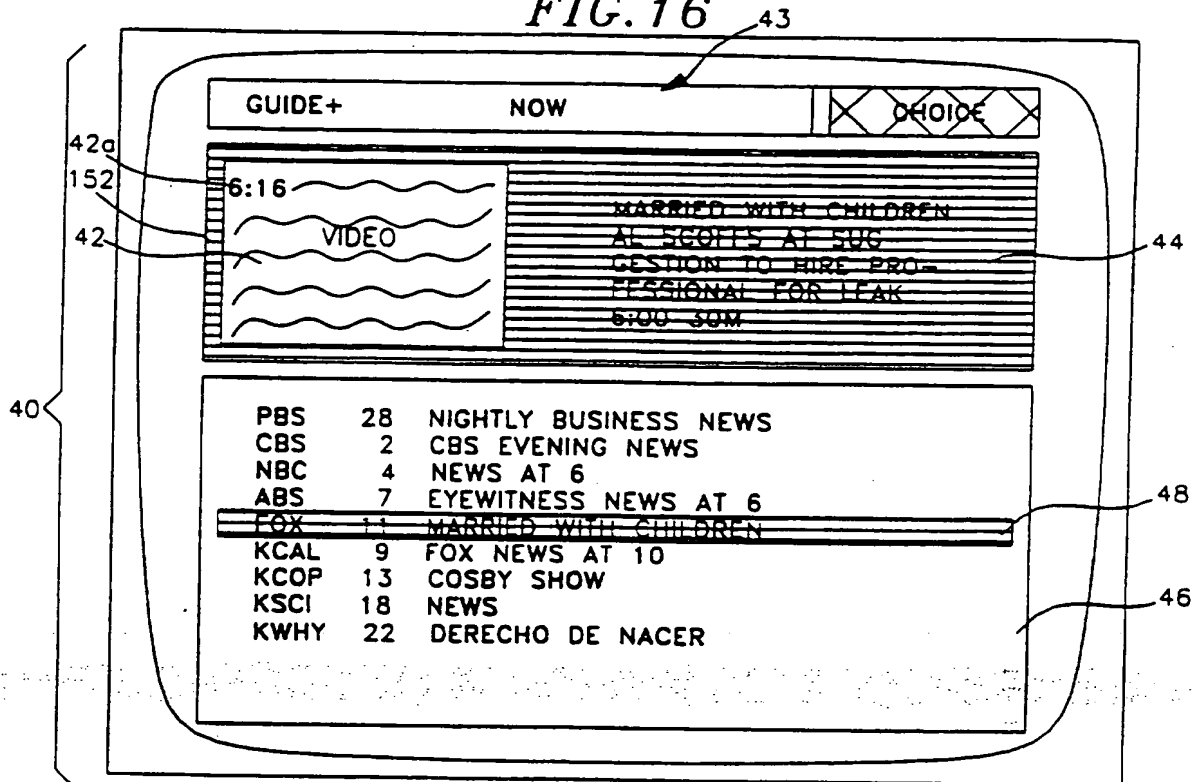 FIG. 16
43
GUIDE+ NOW CHOICE
42a
152
42
6:16
VIDEO
MARRIED WITH CHILDREN
AL SCOFFS AT SUG
GESTION TO HIRE PRO-
FESSIONAL FOR LEAK
6:00 30M
44
40
PBS 28 NIGHTLY BUSINESS NEWS
CBS 2 CBS EVENING NEWS
NBC 4 NEWS AT 6
ABS 7 EYEWITNESS NEWS AT 6
FOX 11 MARRIED WITH CHILDREN
48
KCAL 9 FOX NEWS AT 10
KCOP 13 COSBY SHOW
KSCI 18 NEWS
46
KWHY 22 DERECHO DE NACER